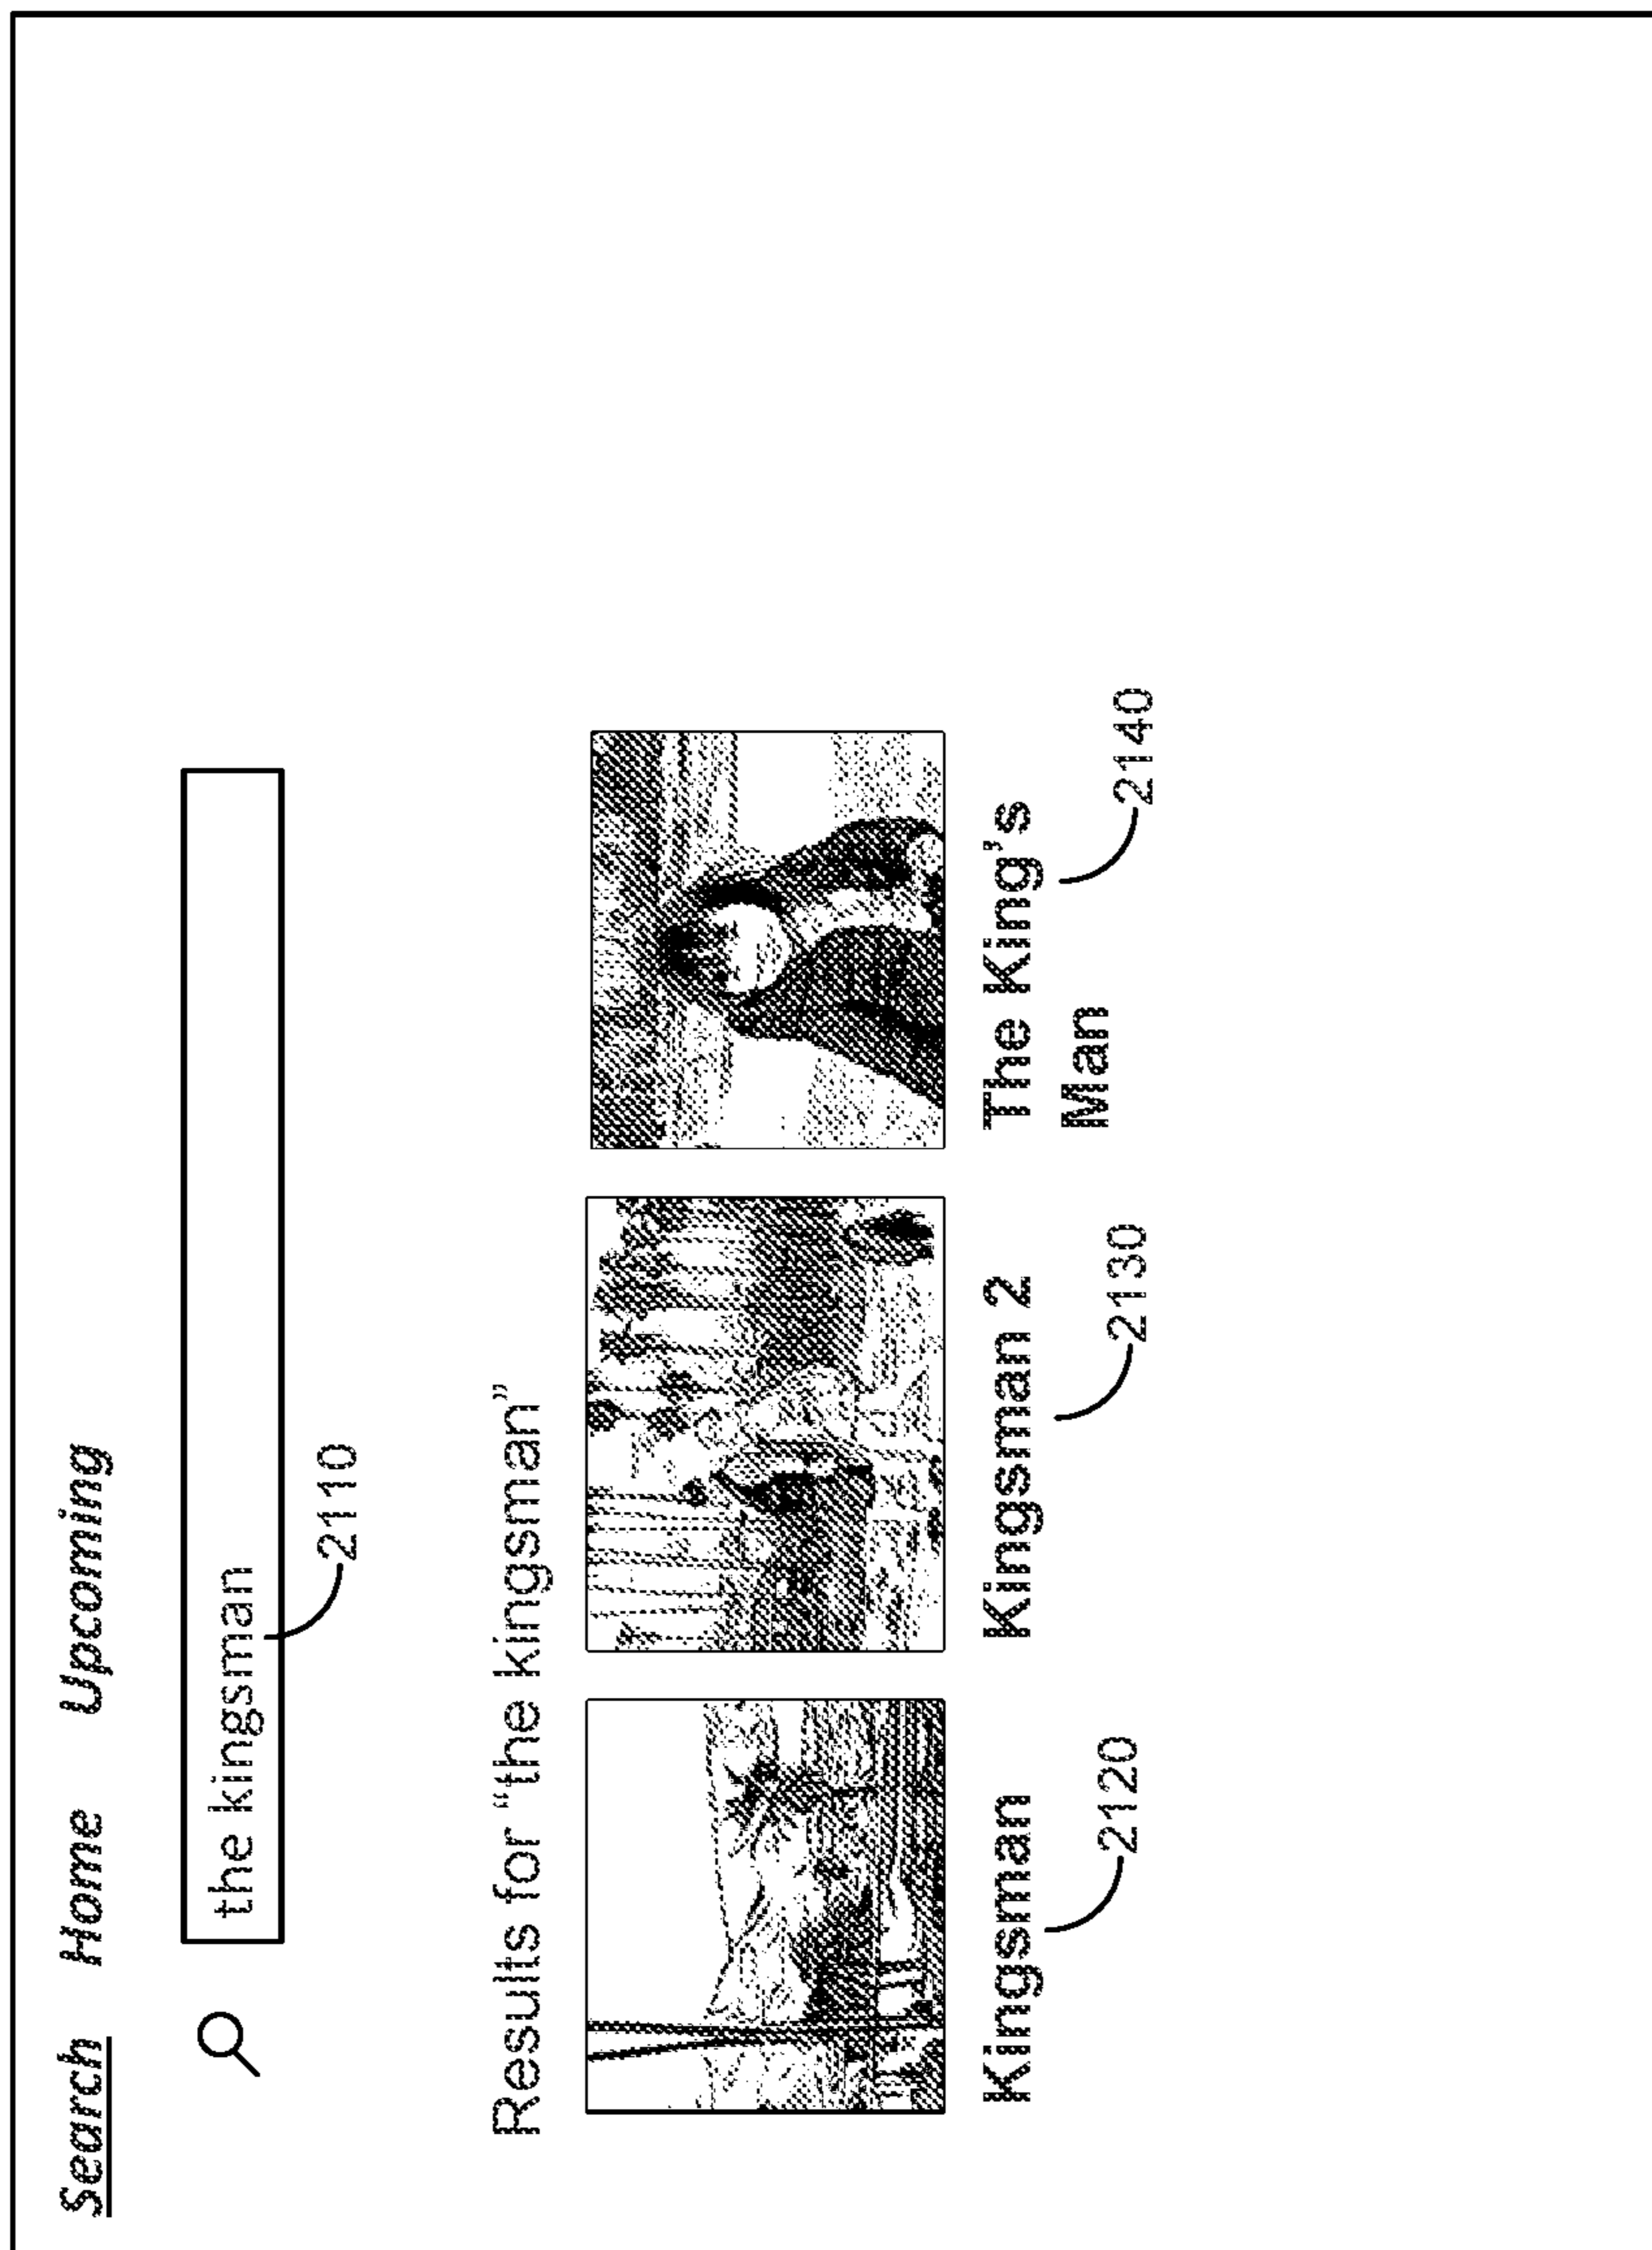 Search Home Upcoming
the kingsman
2110
Results for “the kingsman”
Kingsman
Kingsman 2
The King’s
Man
2120
2130
2140